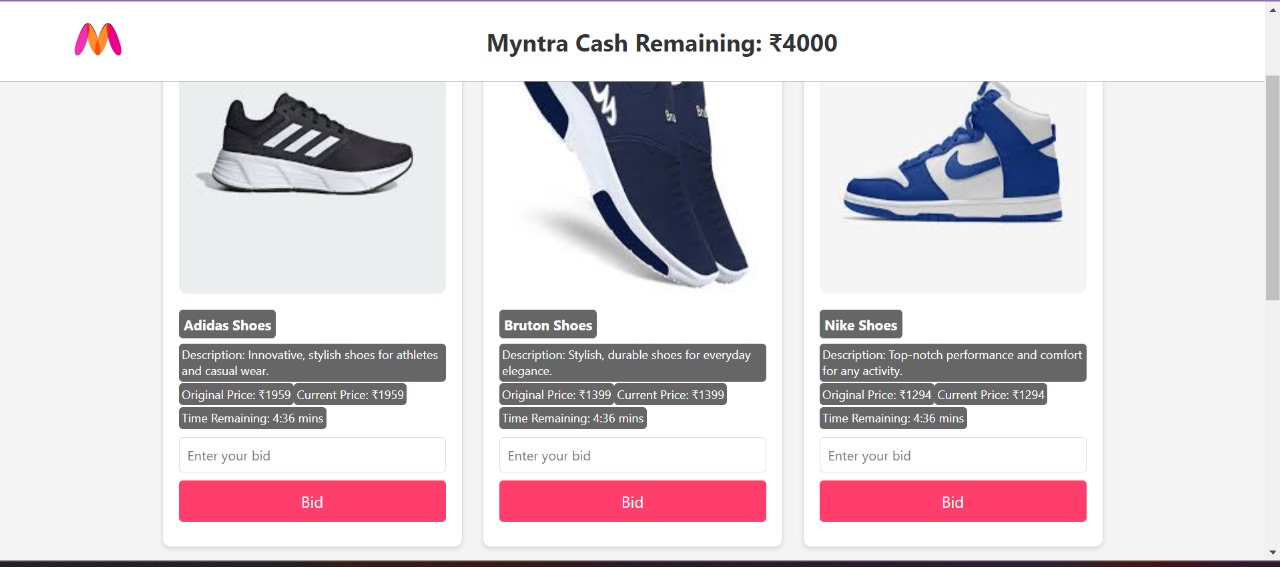 Myntra Cash Remaining: ₹4000
Adidas Shoes
Description: Innovative, stylish shoes for athletes
and casual wear.
Original Price: ₹1959 Current Price: ₹1959
Time Remaining: 4:36 mins
Enter your bid
Bid
Bruton Shoes
Description: Stylish, durable shoes for everyday
elegance.
Original Price: ₹1399 Current Price: ₹1399
Time Remaining: 4:36 mins
Enter your bid
Bid
Nike Shoes
Description: Top-notch performance and comfort
for any activity.
Original Price: ₹1294 Current Price: ₹1294
Time Remaining: 4:36 mins
Enter your bid
Bid